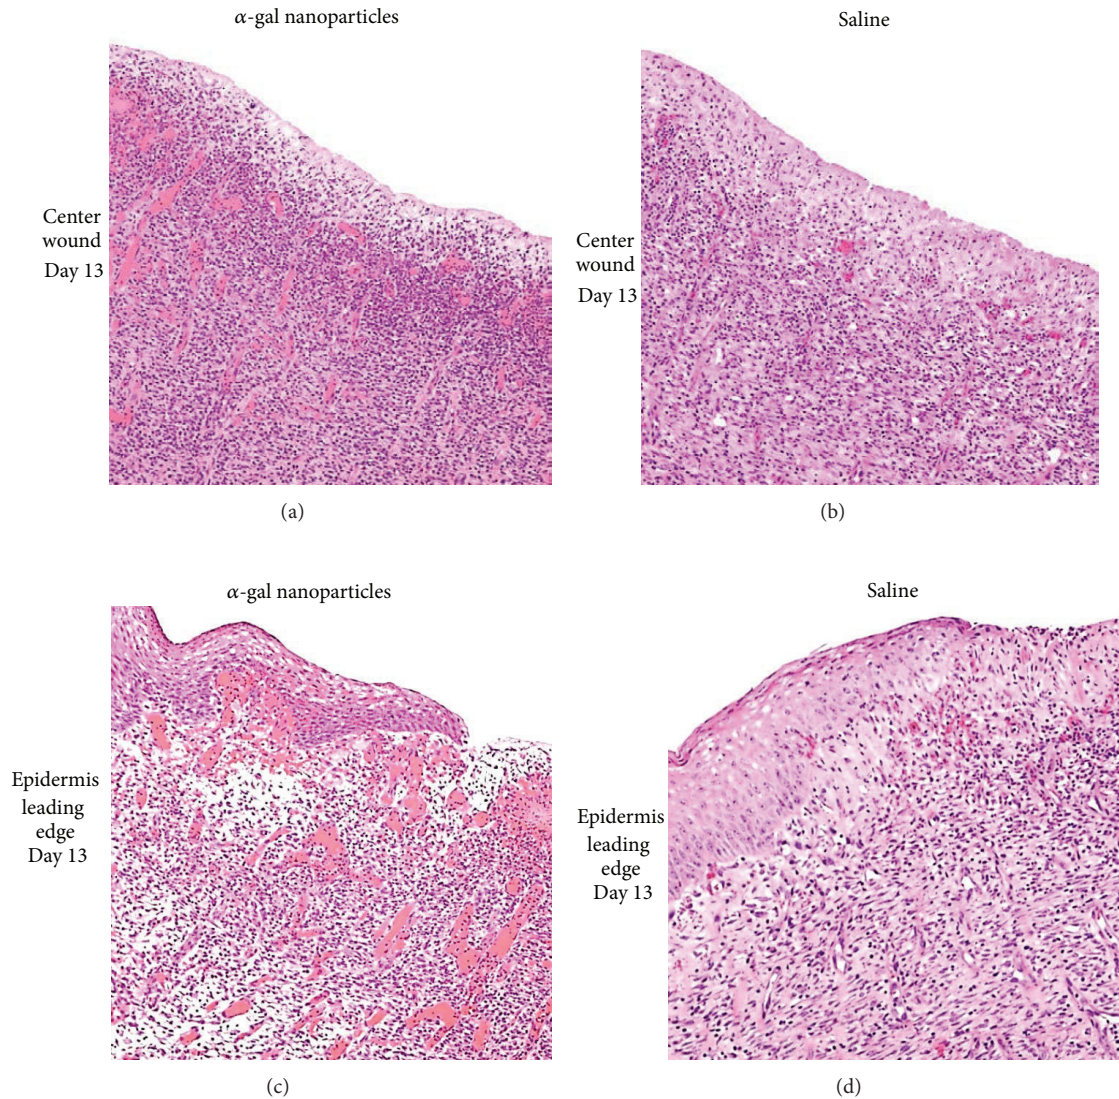 α-gal nanoparticles
Saline
Center
wound
Day 13
Center
wound
Day 13
(a)
(b)
α-gal nanoparticles
Saline
Epidermis
leading
edge
Day 13
Epidermis
leading
edge
Day 13
(c)
(d)